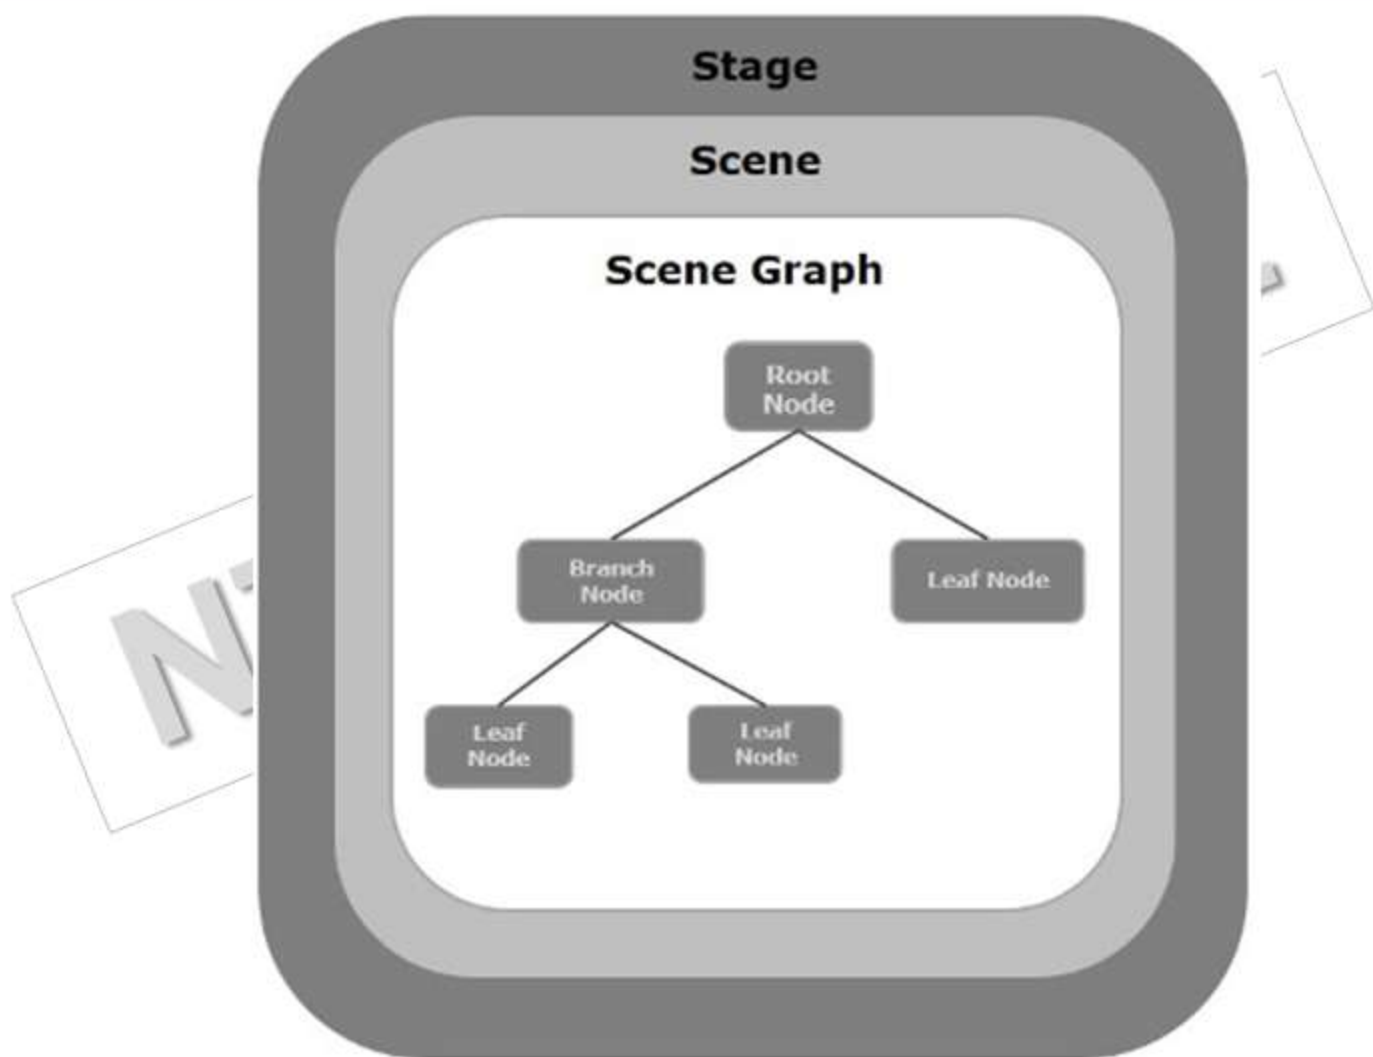 Stage
Scene
Scene Graph
Root
Node
Branch
Node
Leaf Node
Leaf
Node
Leaf
Node